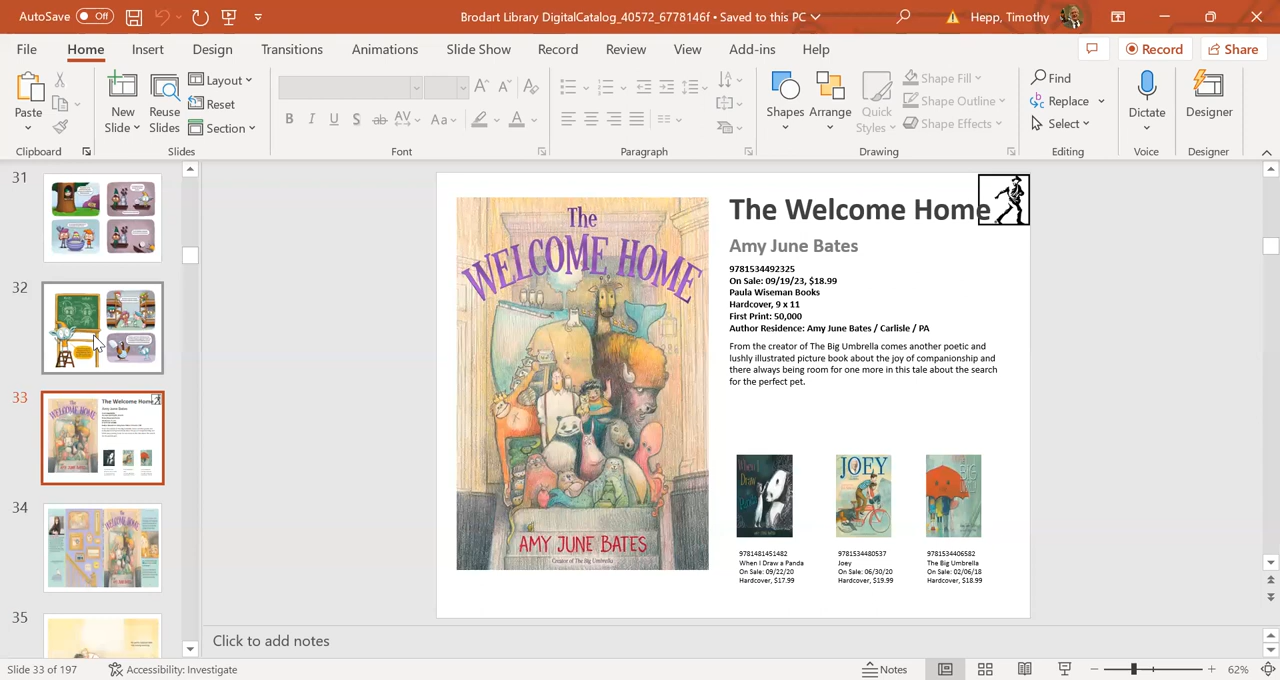 AutoSave Off
Brodart Library DigitalCatalog_40572_6778146f • Saved to this PC
Hepp, Timothy
File Home Insert Design Transitions Animations Slide Show Record Review View Add-ins Help
Record Share
Paste
New Slide
Reuse Slides
Layout
Reset
Section
Aa
Shapes
Arrange
Quick Styles
Shape Fill
Shape Outline
Shape Effects
Find
Replace
Select
Dictate
Designer
Clipboard Slides Font Paragraph Drawing Editing Voice Designer
31
32
33
34
35
The
WELCOME HOME
AMY JUNE BATES
Creator of The Big Umbrella
The Welcome Home
Amy June Bates
9781534492325
On Sale: 09/19/23, $18.99
Paula Wiseman Books
Hardcover, 9 x 11
First Print: 50,000
Author Residence: Amy June Bates / Carlisle / PA
From the creator of The Big Umbrella comes another poetic and
lushly illustrated picture book about the joy of companionship and
there always being room for one more in this tale about the search
for the perfect pet.
When I Draw a Panda
JOEY
9781481451482
When I Draw a Panda
On Sale: 09/22/20
Hardcover, $17.99
9781534480537
Joey
On Sale: 06/30/20
Hardcover, $19.99
9781534406582
The Big Umbrella
On Sale: 02/06/18
Hardcover, $18.99
Click to add notes
Slide 33 of 197
Accessibility: Investigate
Notes
62%